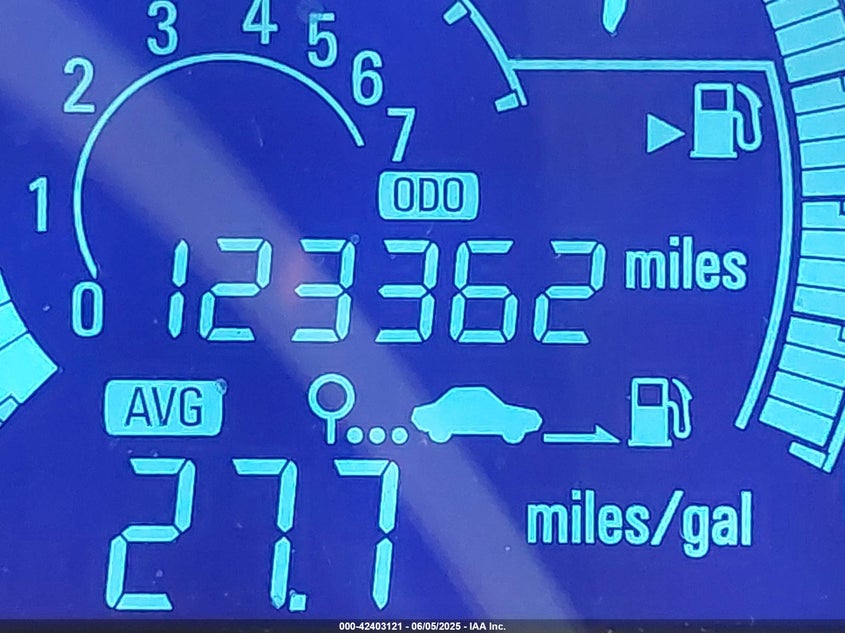 0 1 2 3 4 5 6 7
ODO
123362 miles
AVG
27.7 miles/gal
000-42403121 - 06/05/2025 - IAA Inc.